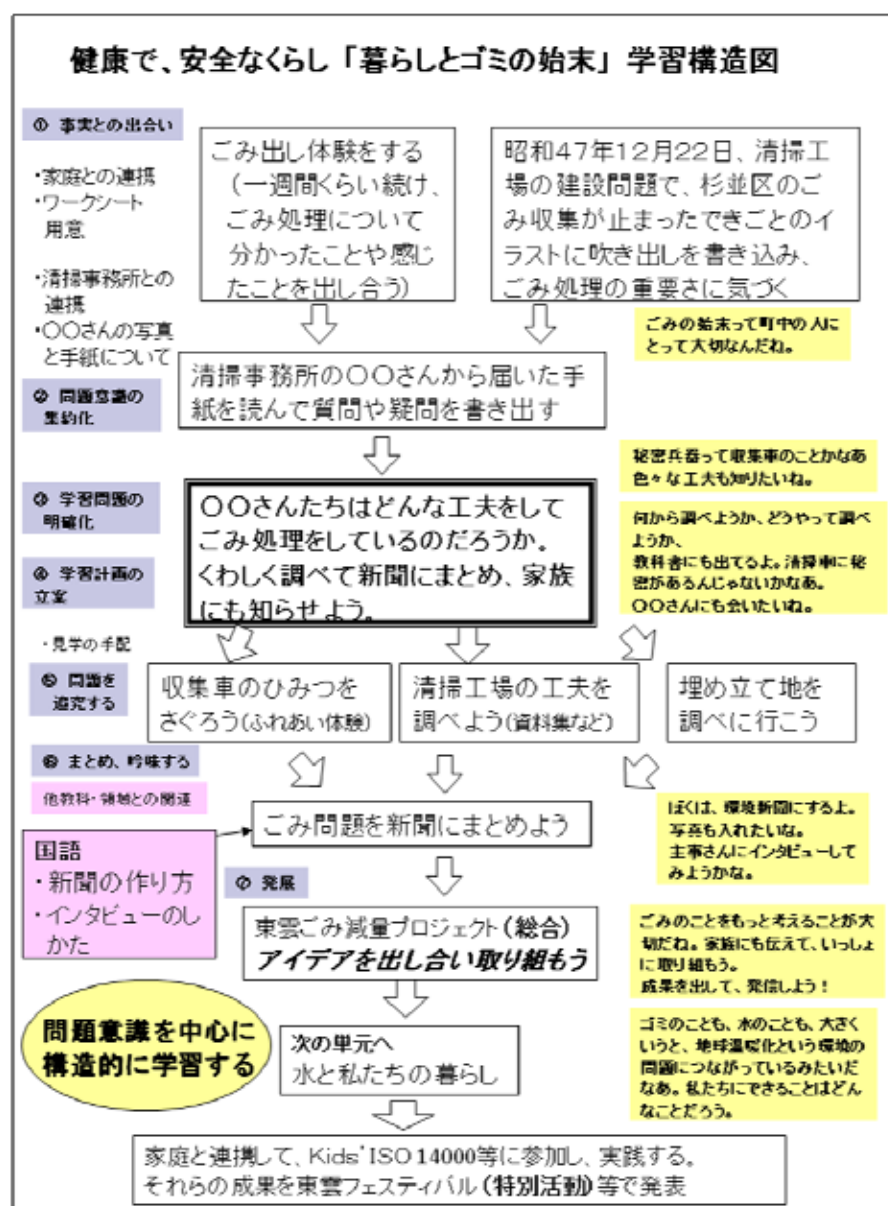 健康で、安全なくらし「暮らしとゴミの始末」学習構造図
① 事実との出合い
・家庭との連携
・ワークシート
用意
・清掃事務所との
連携
・〇〇さんの写真
と手紙について
ごみ出し体験をする
(一週間くらい続け、
ごみ処理について
分かったことや感じ
たことを出し合う)
昭和47年12月22日、清掃工
場の建設問題で、杉並区のご
み収集が止まったできごとのイ
ラストに吹き出しを書き込み、
ごみ処理の重要さに気づく
ごみの始末って町中の人に
とって大切なんだね。
② 問題意識の
集約化
清掃事務所の〇〇さんから届いた手
紙を読んで質問や疑問を書き出す
秘密兵器って収集車のことかなあ
色々な工夫も知りたいね。
③ 学習問題の
明確化
〇〇さんたちはどんな工夫をして
ごみ処理をしているのだろうか。
くわしく調べて新聞にまとめ、家族
にも知らせよう。
何から調べようか、どうやって調べ
ようか、
教科書にも出てるよ。清掃車に秘
密があるんじゃないかなあ。
〇〇さんにも会いたいね。
④ 学習計画の
立案
・見学の手配
⑤ 問題を
追究する
収集車のひみつを
さぐろう(ふれあい体験)
清掃工場の工夫を
調べよう(資料集など)
埋め立て地を
調べに行こう
⑥ まとめ、吟味する
他教科・領域との関連
国語
・新聞の作り方
・インタビューのし
かた
ごみ問題を新聞にまとめよう
ぼくは、環境新聞にするよ。
写真も入れたいな。
主事さんにインタビューして
みようかな。
⑦ 発展
東雲ごみ減量プロジェクト(総合)
アイデアを出し合い取り組もう
ごみのことをもっと考えることが大
切だね。家族にも伝えて、いっしょ
に取り組もう。
成果を出して、発信しよう!
問題意識を中心に
構造的に学習する
次の単元へ
水と私たちの暮らし
ゴミのことも、水のことも、大きく
いうと、地球温暖化という環境の
問題につながっているみたいだ
なあ。私たちにできることはどん
なことだろう。
家庭と連携して、Kids'ISO14000等に参加し、実践する。
それらの成果を東雲フェスティバル(特別活動)等で発表